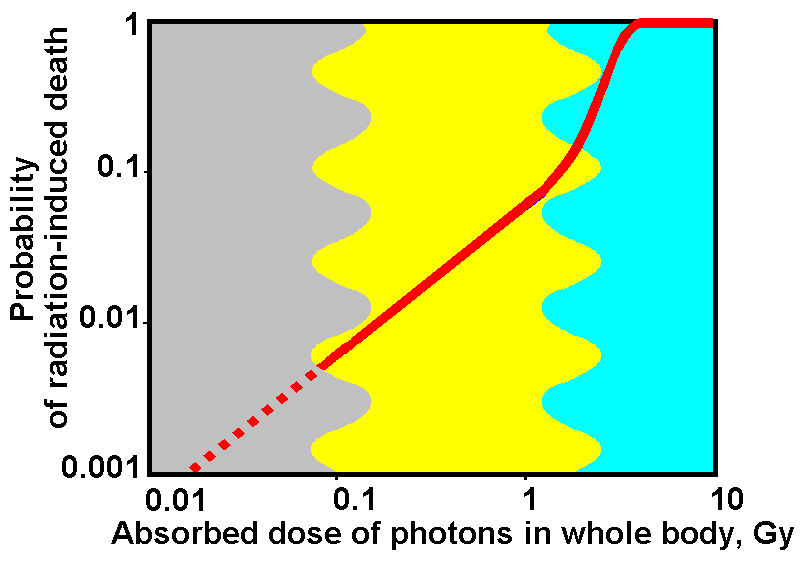 Probability
of radiation-induced death
1
0.1
0.01
0.001
0.01
0.1
1
10
Absorbed dose of photons in whole body, Gy